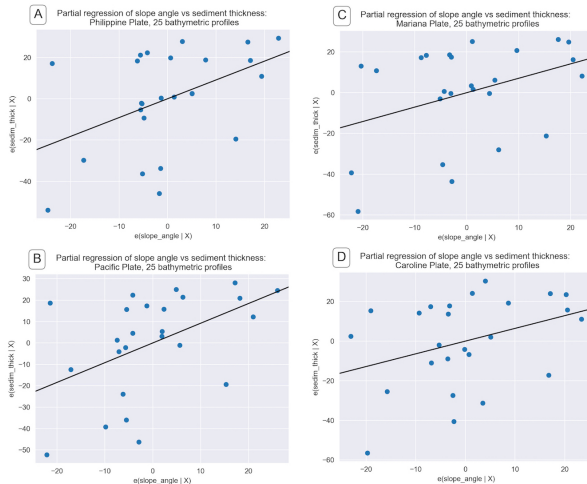 A
Partial regression of slope angle vs sediment thickness:
Philippine Plate, 25 bathymetric profiles
e(sedim_thick | X)
20
0
−20
−40
−20
−10
0
10
20
e(slope_angle | X)
B
Partial regression of slope angle vs sediment thickness:
Pacific Plate, 25 bathymetric profiles
e(sedim_thick | X)
30
20
10
0
−10
−20
−30
−40
−50
−20
−10
0
10
20
e(slope_angle | X)
C
Partial regression of slope angle vs sediment thickness:
Mariana Plate, 25 bathymetric profiles
e(sedim_thick | X)
20
0
−20
−40
−60
−20
−10
0
10
20
e(slope_angle | X)
D
Partial regression of slope angle vs sediment thickness:
Caroline Plate, 25 bathymetric profiles
e(sedim_thick | X)
20
0
−20
−40
−60
−20
−10
0
10
20
e(slope_angle | X)